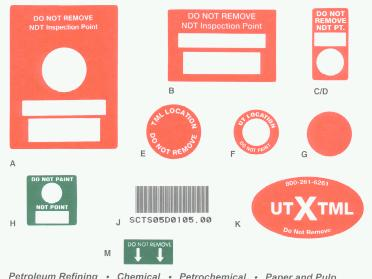 DO NOT REMOVE
NDT Inspection Point
A
DO NOT REMOVE
NDT Inspection Point
B
DO NOT
REMOVE
NDT PT.
C/D
TML LOCATION
DO NOT REMOVE
E
UT LOCATION
DO NOT PAINT
F
G
DO NOT PAINT
NDT POINT
H
SCTS05D0105.00
J
800-261-6261
UTXTML
Do Not Remove
K
DO NOT REMOVE
M
Petroleum Refining • Chemical • Petrochemical • Paper and Pulp